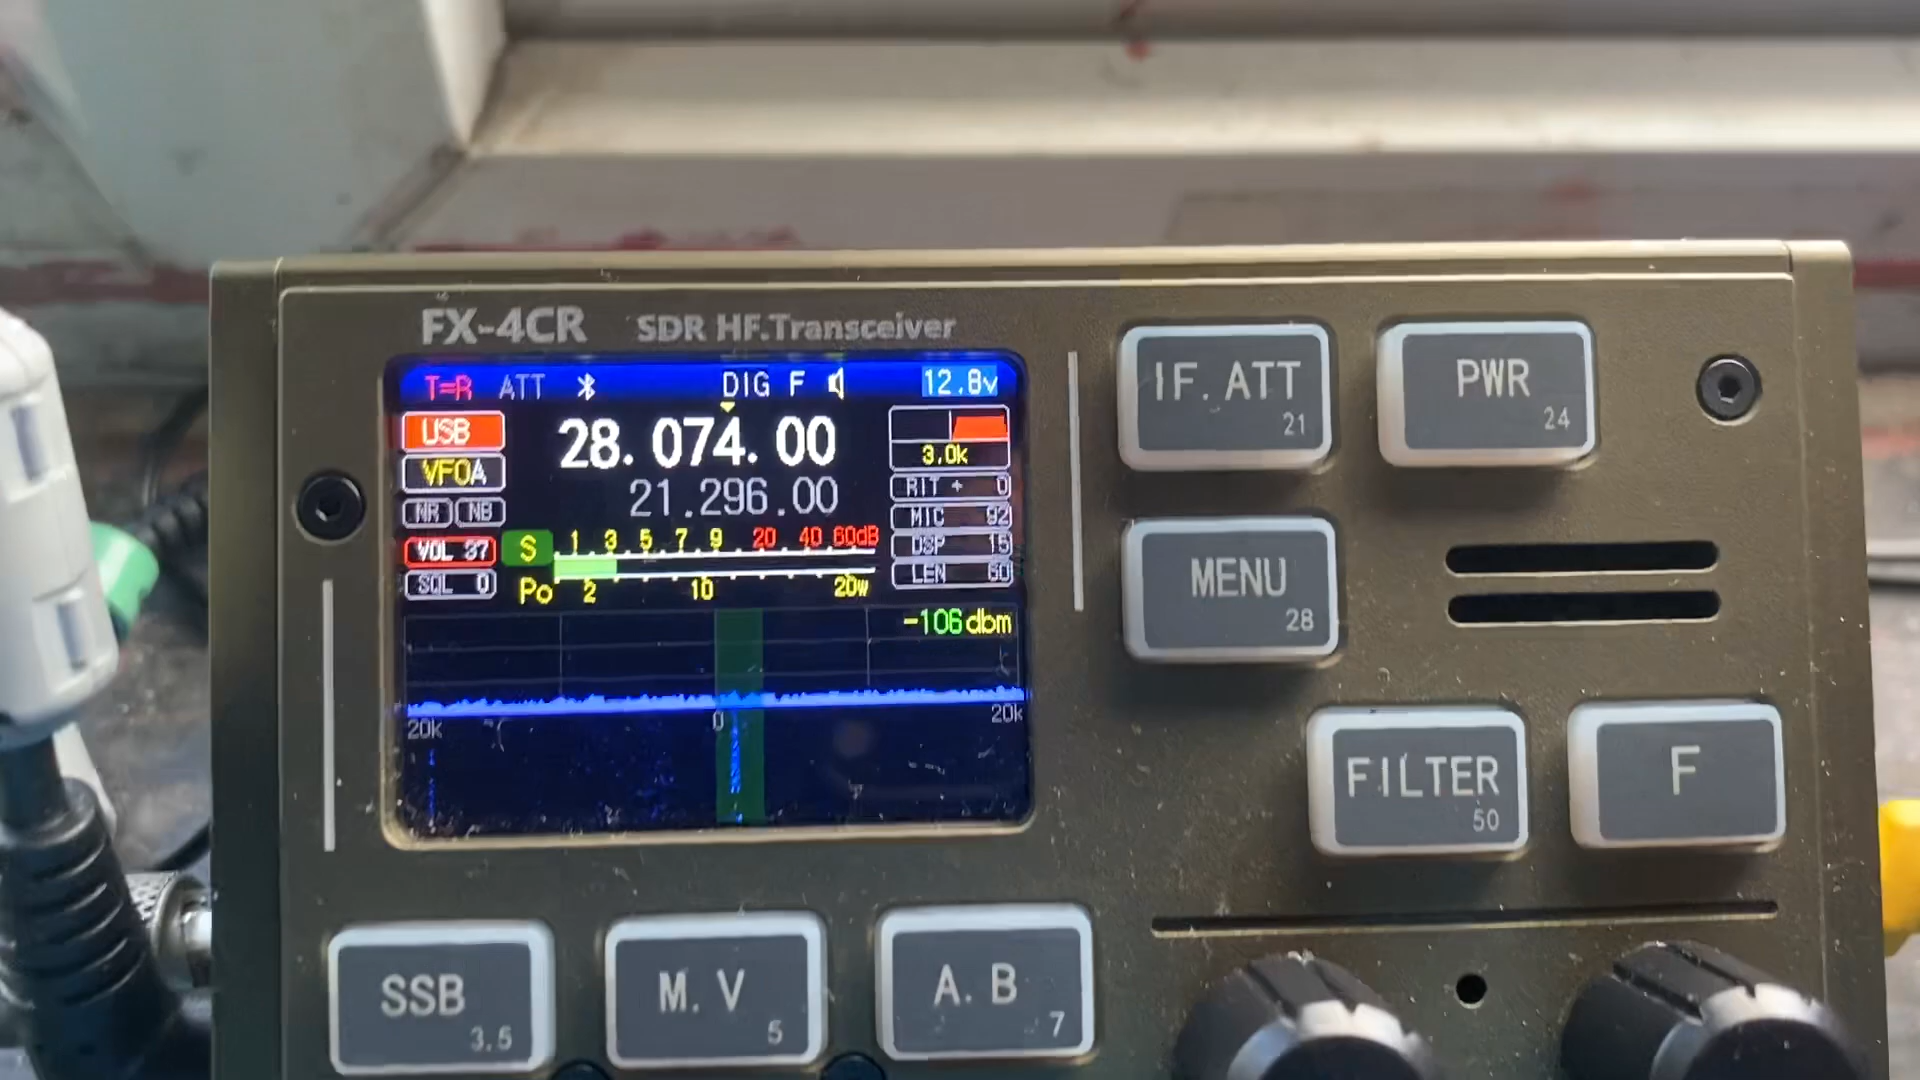 FX-4CR SDR HF.Transceiver
T=R ATT DIG F 12.8v
USB 28.074.00
3.0k
VFOA 21.296.00
RIT + 0
NR NB
MIC 92
VOL 37 S 1 3 5 7 9 20 40 60dB
DSP 15
SQL 0 Po 2 10 20w
LEN 60
-106dbm
20k 0 20k
IF.ATT
21
PWR
24
MENU
28
FILTER
50
F
SSB
3.5
M.V
5
A.B
7